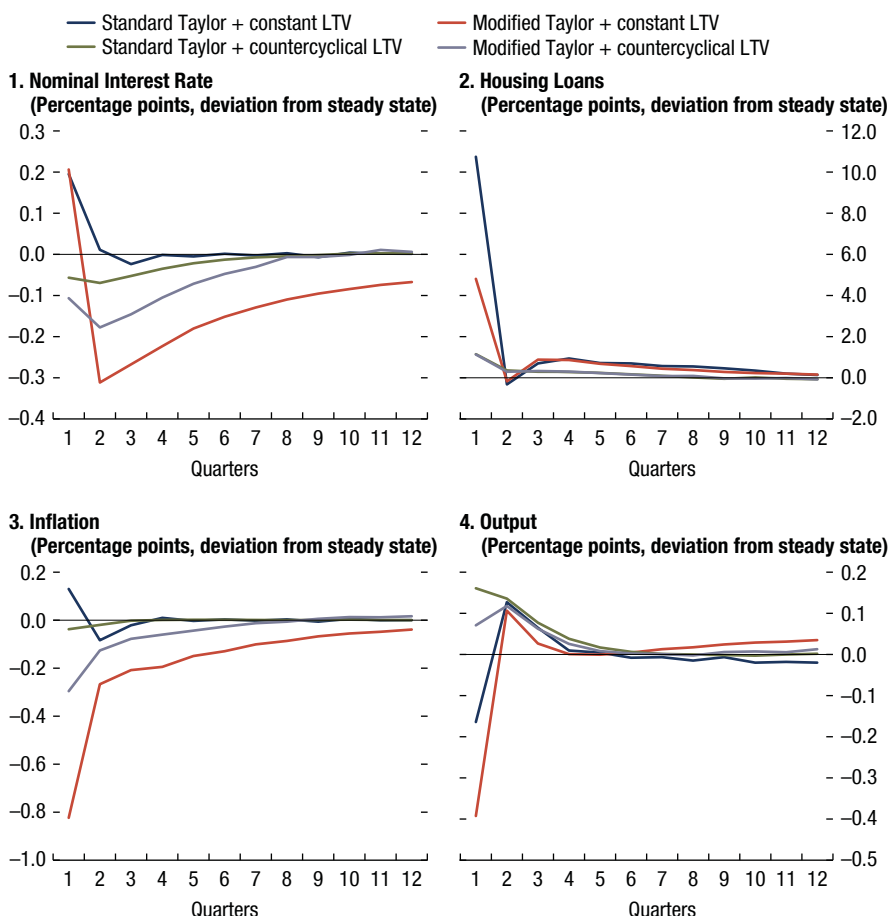 Standard Taylor + constant LTV
Modified Taylor + constant LTV
Standard Taylor + countercyclical LTV
Modified Taylor + countercyclical LTV
1. Nominal Interest Rate
(Percentage points, deviation from steady state)
0.3
0.2
0.1
0.0
–0.1
–0.2
–0.3
–0.4
1 2 3 4 5 6 7 8 9 10 11 12
Quarters
2. Housing Loans
(Percentage points, deviation from steady state)
12.0
10.0
8.0
6.0
4.0
2.0
0.0
–2.0
1 2 3 4 5 6 7 8 9 10 11 12
Quarters
3. Inflation
(Percentage points, deviation from steady state)
0.2
0.0
–0.2
–0.4
–0.6
–0.8
–1.0
1 2 3 4 5 6 7 8 9 10 11 12
Quarters
4. Output
(Percentage points, deviation from steady state)
0.2
0.1
0.0
–0.1
–0.2
–0.3
–0.4
–0.5
1 2 3 4 5 6 7 8 9 10 11 12
Quarters